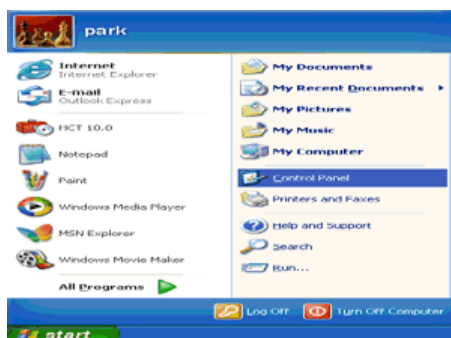 park
Internet
Internet Explorer
E-mail
Outlook Express
HCT 10.0
Notepad
Paint
Windows Media Player
MSN Explorer
Windows Movie Maker
All Programs
My Documents
My Recent Documents
My Pictures
My Music
My Computer
Control Panel
Printers and Faxes
Help and Support
Search
Run...
Log Off
Turn Off Computer
start